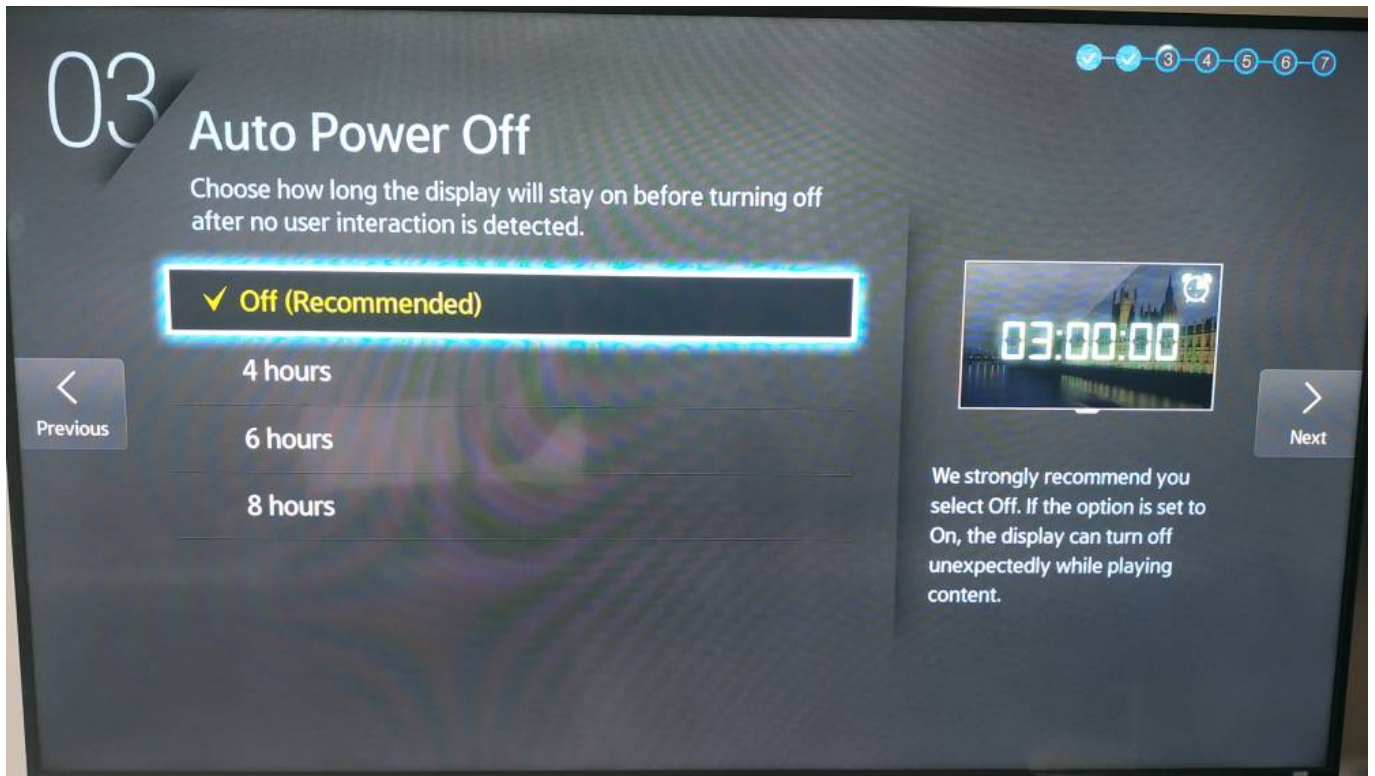 03
3 4 5 6 7
Auto Power Off
Choose how long the display will stay on before turning off
after no user interaction is detected.
Off (Recommended)
4 hours
6 hours
8 hours
Previous
03:00:00
Next
We strongly recommend you
select Off. If the option is set to
On, the display can turn off
unexpectedly while playing
content.